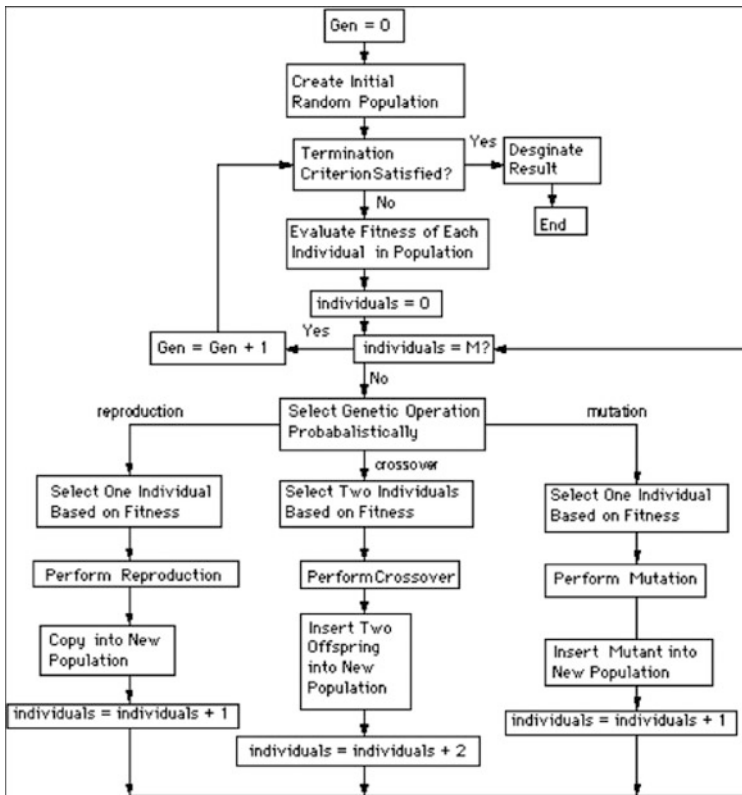 Gen = 0
Create Initial
Random Population
Termination
CriterionSatisfied?
Yes
Desginate
Result
End
No
Evaluate Fitness of Each
Individual in Population
individuals = 0
Yes
Gen = Gen + 1
individuals = M?
No
reproduction
Select Genetic Operation
Probabalistically
mutation
crossover
Select One Individual
Based on Fitness
Select Two Individuals
Based on Fitness
Select One Individual
Based on Fitness
Perform Reproduction
PerformCrossover
Perform Mutation
Copy into New
Population
Insert Two
Offspring
into New
Population
Insert Mutant into
New Population
individuals = individuals + 1
individuals = individuals + 2
individuals = individuals + 1